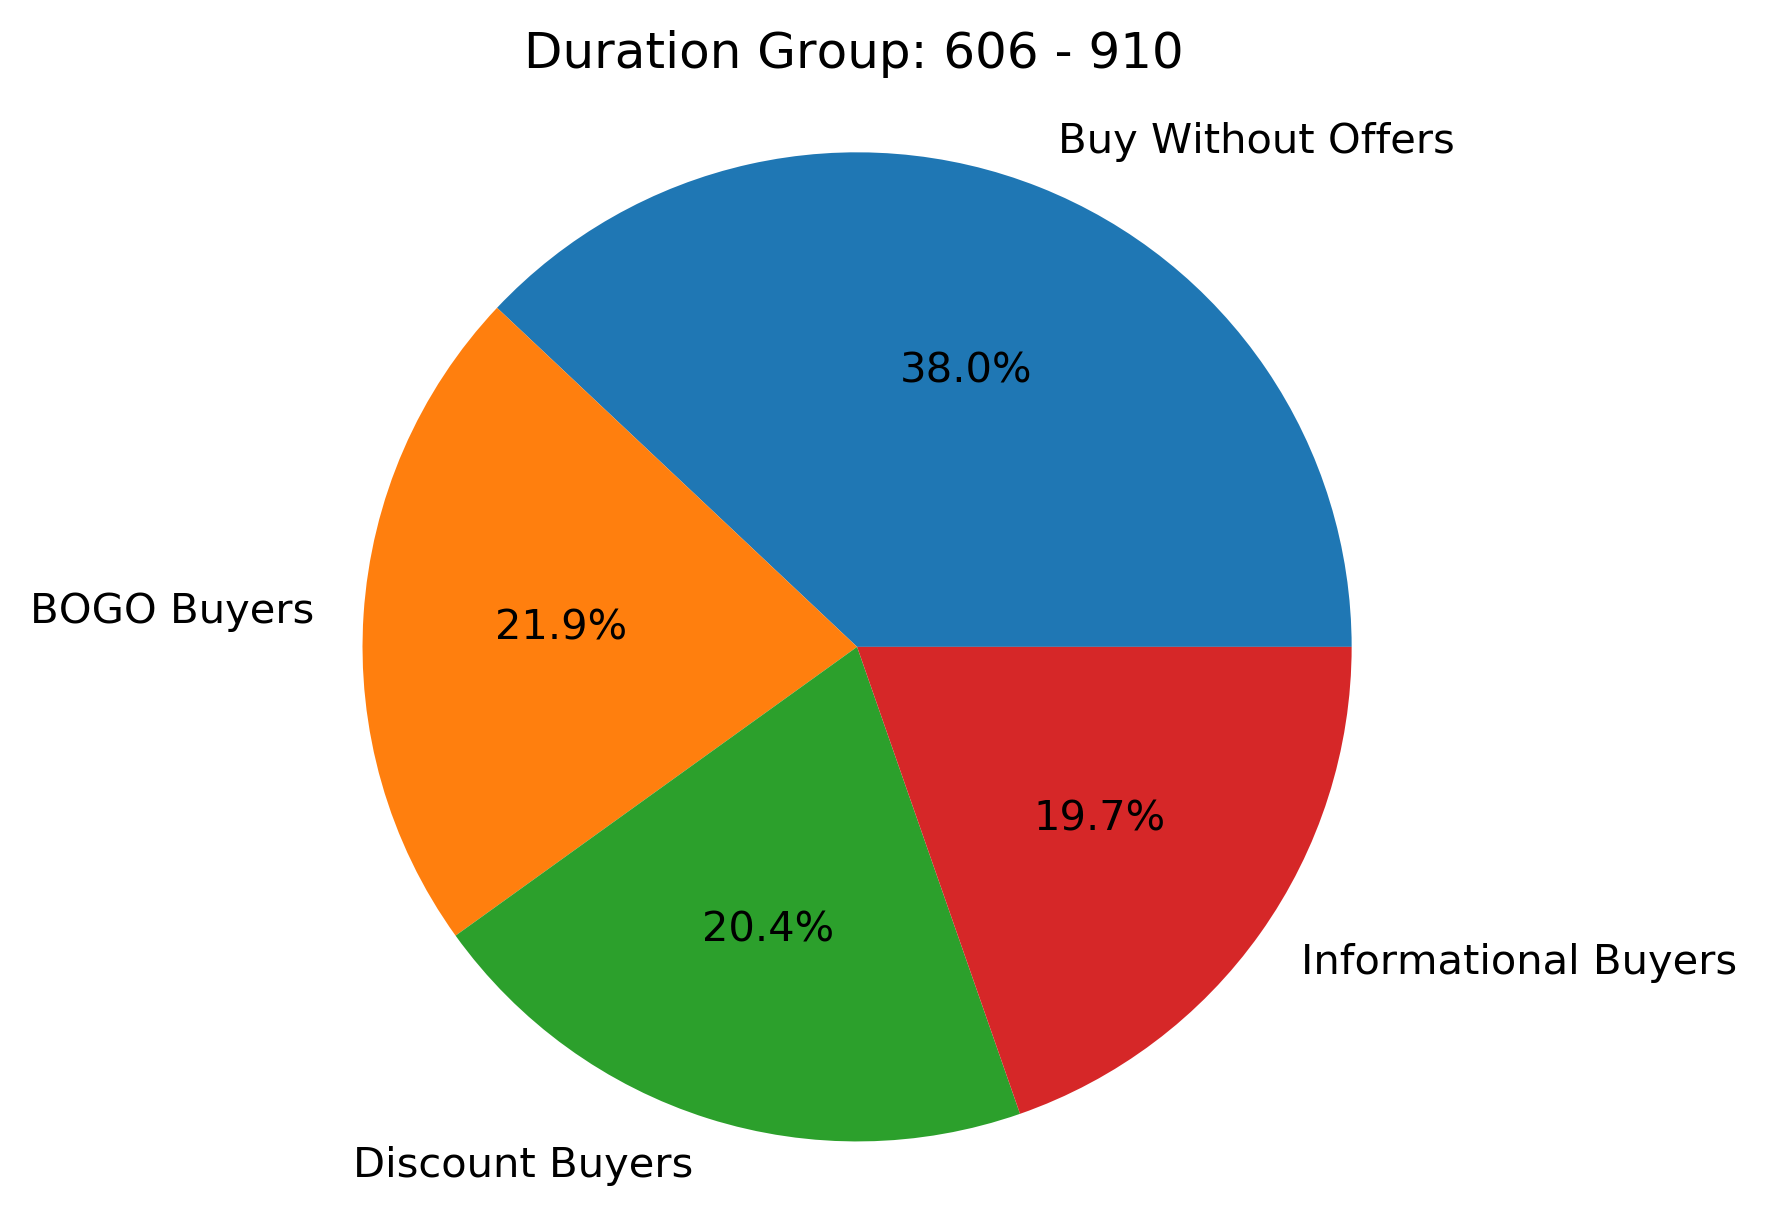 Duration Group: 606 - 910
Buy Without Offers
38.0%
BOGO Buyers
21.9%
20.4%
19.7%
Informational Buyers
Discount Buyers